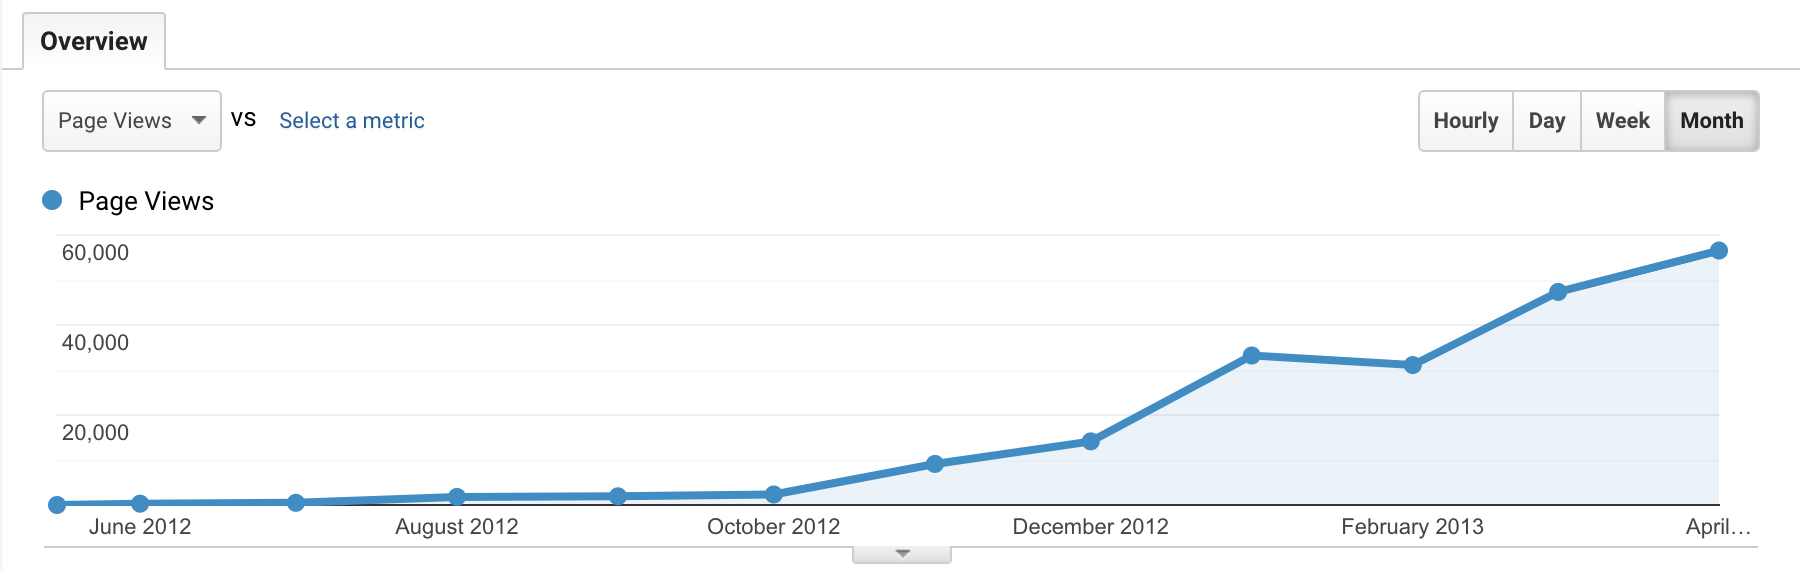 Overview
Page Views vs Select a metric
Hourly Day Week Month
Page Views
60,000
40,000
20,000
June 2012 August 2012 October 2012 December 2012 February 2013 April...